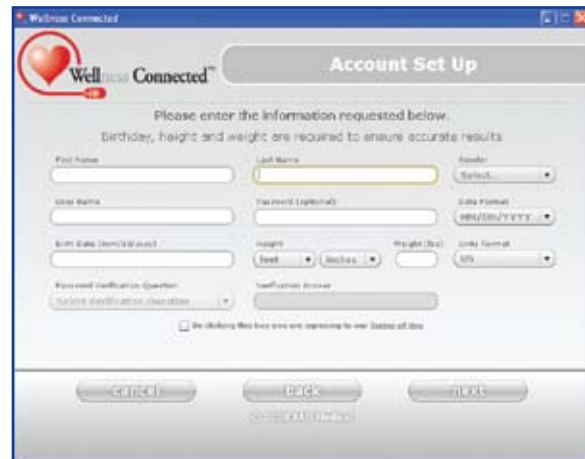 Wellness Connected
Wellness Connected™
Account Set Up
Please enter the information requested below.
Birthday, height and weight are required to ensure accurate results
First Name
Last Name
Gender
Select...
User Name
Password (optional)
Date Format
MM/DD/YYYY
Birth Date (mm/dd/yyyy)
Height
Weight (lbs)
Units Format
feet
inches
US
Password Verification Question
Verification Answer
Select Verification Question
By clicking this box you are agreeing to our terms of use
cancel
back
next